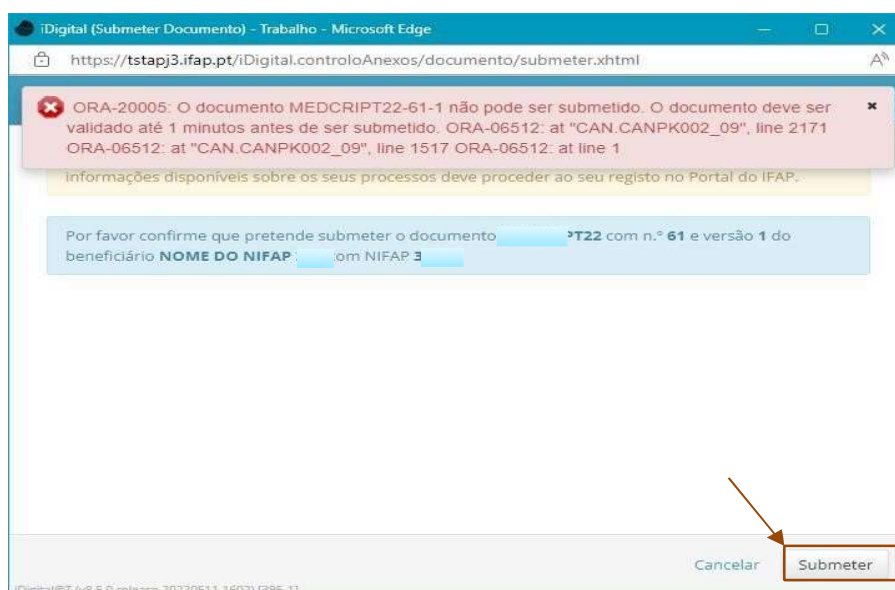 iDigital (Submeter Documento) - Trabalho - Microsoft Edge
https://tstapj3.ifap.pt/iDigital.controloAnexos/documento/submeter.xhtml
ORA-20005: O documento MEDCRIPT22-61-1 não pode ser submetido. O documento deve ser
validado até 1 minutos antes de ser submetido. ORA-06512: at "CAN.CANPK002_09", line 2171
ORA-06512: at "CAN.CANPK002_09", line 1517 ORA-06512: at line 1
informações disponíveis sobre os seus processos deve proceder ao seu registo no Portal do IFAP.
Por favor confirme que pretende submeter o documento PT22 com n.º 61 e versão 1 do
beneficiário NOME DO NIFAP com NIFAP 3
Cancelar Submeter